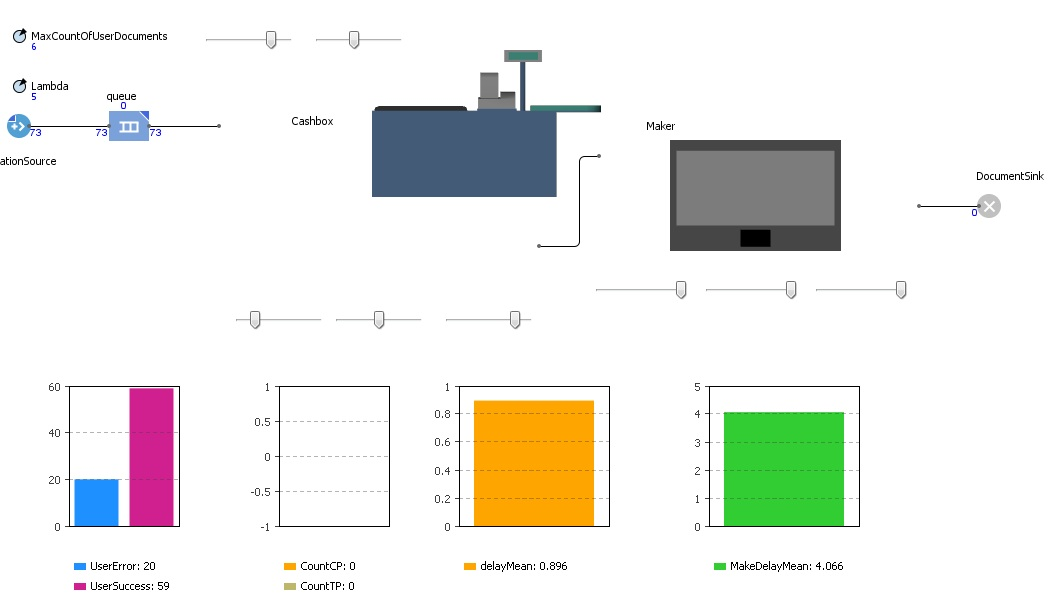 MaxCountOfUserDocuments
6
Lambda
5
queue
0
73
73
73
ationSource
Cashbox
Maker
DocumentSink
0
60
40
20
0
1
0.5
0
-0.5
-1
1
0.8
0.6
0.4
0.2
0
5
4
3
2
1
0
UserError: 20
UserSuccess: 59
CountCP: 0
CountTP: 0
delayMean: 0.896
MakeDelayMean: 4.066